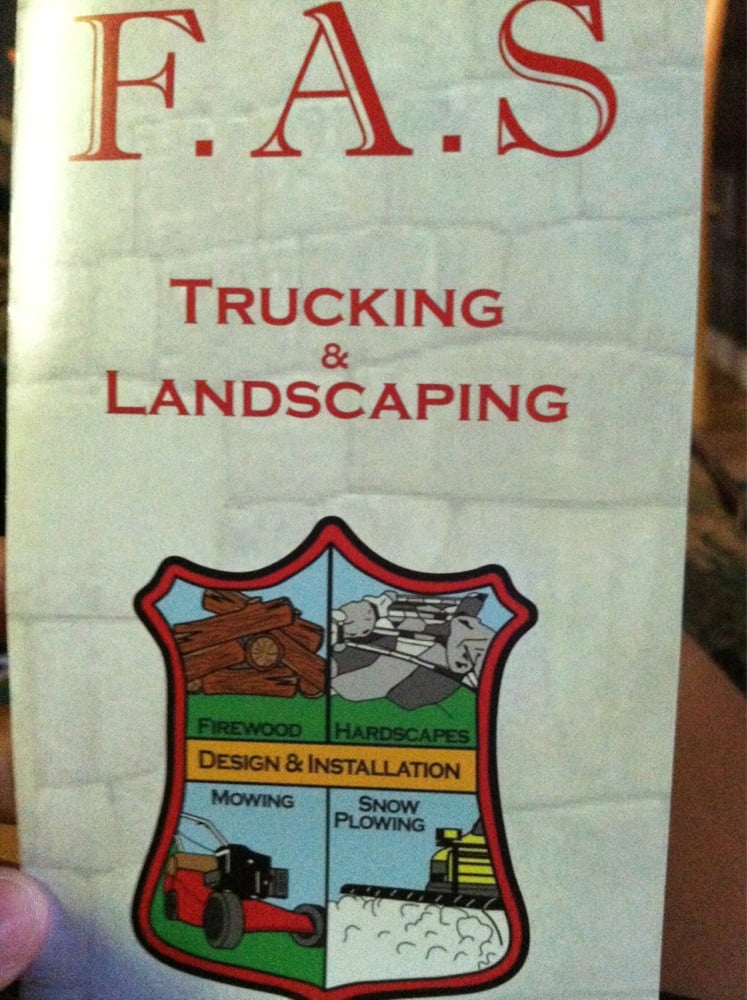 F.A.S
TRUCKING
&
LANDSCAPING
FIREWOOD HARDSCAPES
DESIGN & INSTALLATION
MOWING SNOW
PLOWING